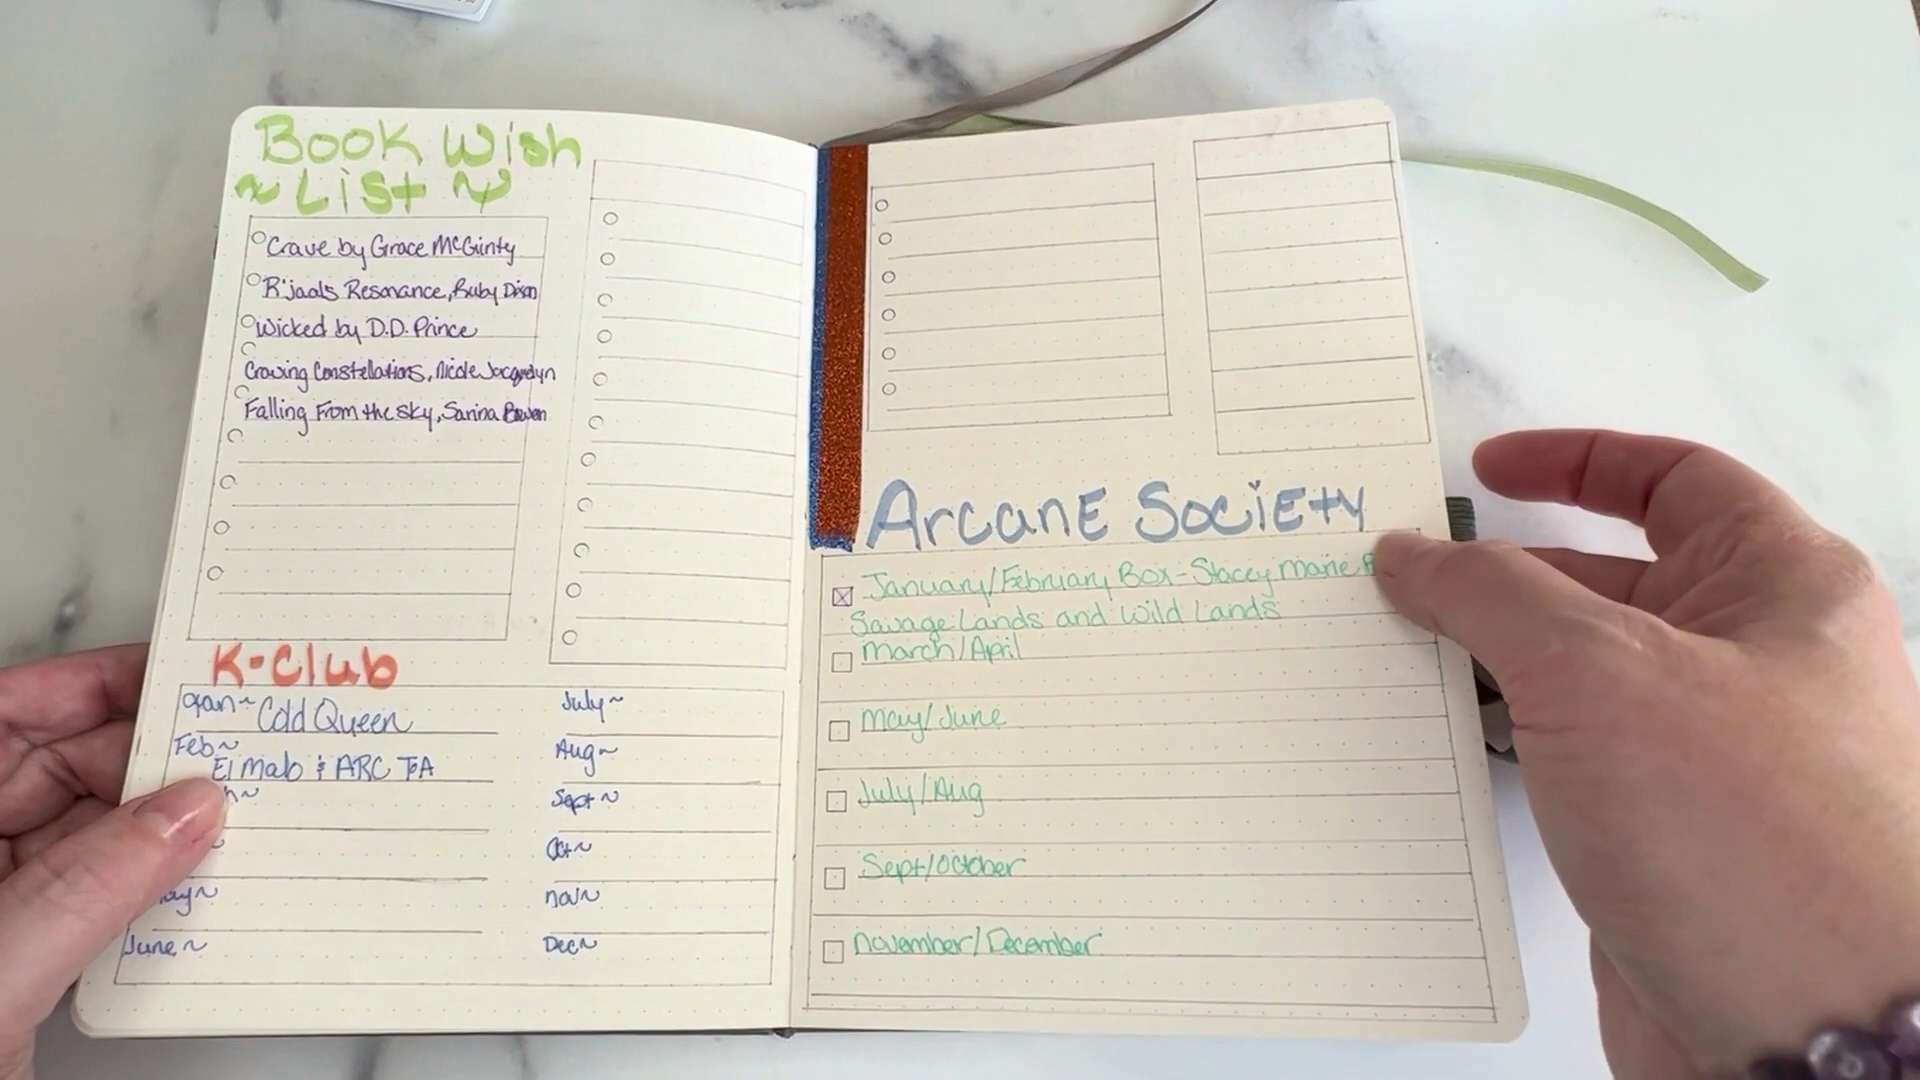 Book Wish
~ List ~
Crave by Grace McGinty
R'jaals Resonance, Ruby Dixon
Wicked by D.D. Prince
Craving Constellations, Nicole Jacquelyn
Falling From the Sky, Sarina Bowen
K-Club
Jan~ Cold Queen
Feb~
El Mab & ARC ToA
June~
July~
Aug~
Sept~
Oct~
Nov~
Dec~
Arcane Society
January/February Box - Stacey Marie
Savage Lands and Wild Lands
March/April
May/June
July/Aug
Sept/October
November/December